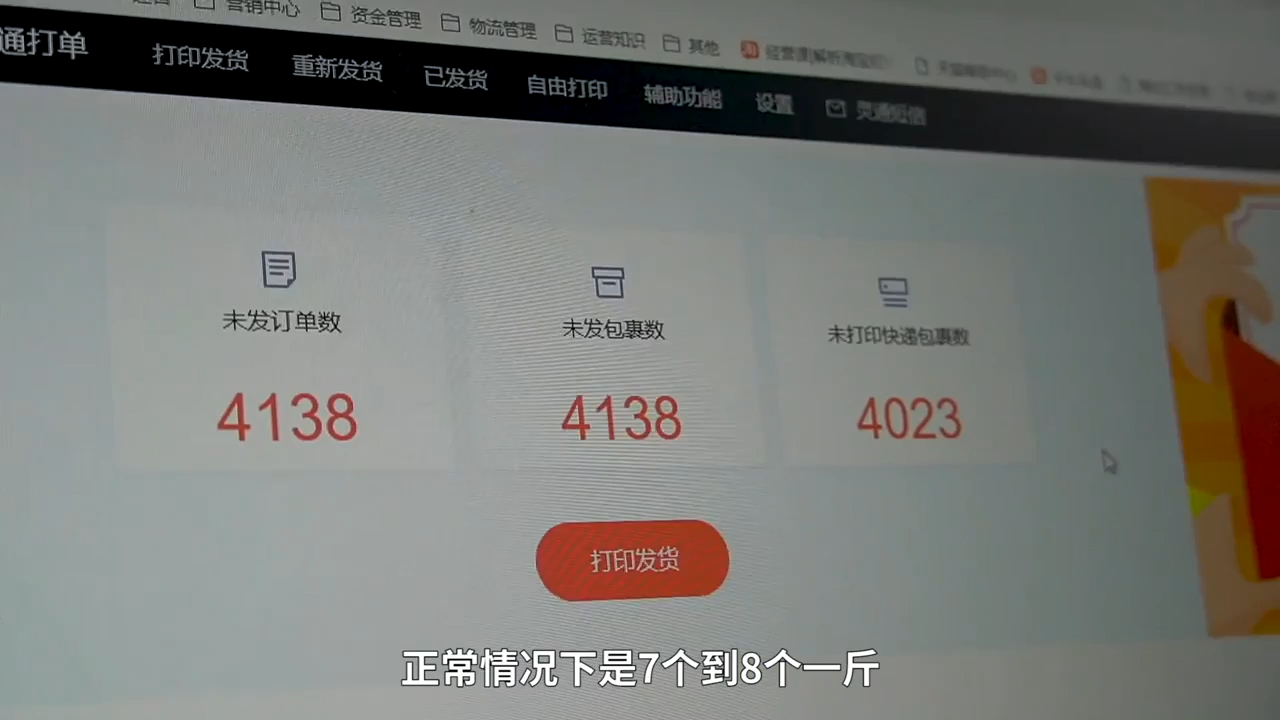 营销中心 资金管理 物流管理 运营知识 其他
通打单 打印发货 重新发货 已发货 自由打印 辅助功能 设置 灵通短信
未发订单数 未发包裹数 未打印快递包裹数
4138 4138 4023
打印发货
正常情况下是7个到8个一斤